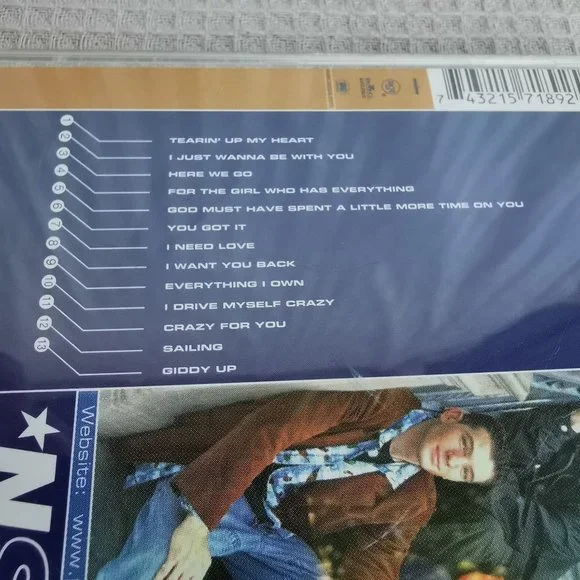 7 43215 71892
1 TEARIN' UP MY HEART
2 I JUST WANNA BE WITH YOU
3 HERE WE GO
4 FOR THE GIRL WHO HAS EVERYTHING
5 GOD MUST HAVE SPENT A LITTLE MORE TIME ON YOU
6 YOU GOT IT
7 I NEED LOVE
8 I WANT YOU BACK
9 EVERYTHING I OWN
10 I DRIVE MYSELF CRAZY
11 CRAZY FOR YOU
12 SAILING
13 GIDDY UP
Website: www.
★N